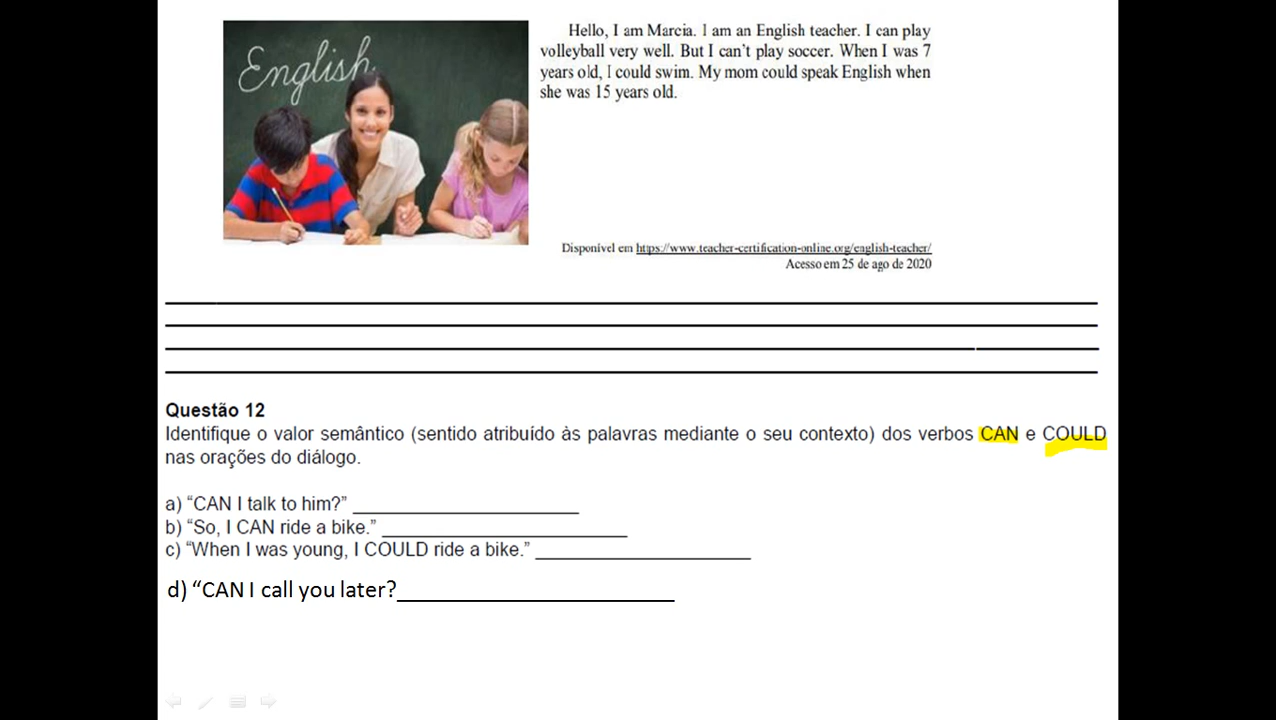 English
Hello, I am Marcia. I am an English teacher. I can play
volleyball very well. But I can't play soccer. When I was 7
years old, I could swim. My mom could speak English when
she was 15 years old.
Disponível em https://www.teacher-certification-online.org/english-teacher/
Acesso em 25 de ago de 2020
Questão 12
Identifique o valor semântico (sentido atribuído às palavras mediante o seu contexto) dos verbos CAN e COULD
nas orações do diálogo.
a) “CAN I talk to him?” ____________________
b) “So, I CAN ride a bike.” ______________________
c) “When I was young, I COULD ride a bike.” ___________________
d) “CAN I call you later?______________________